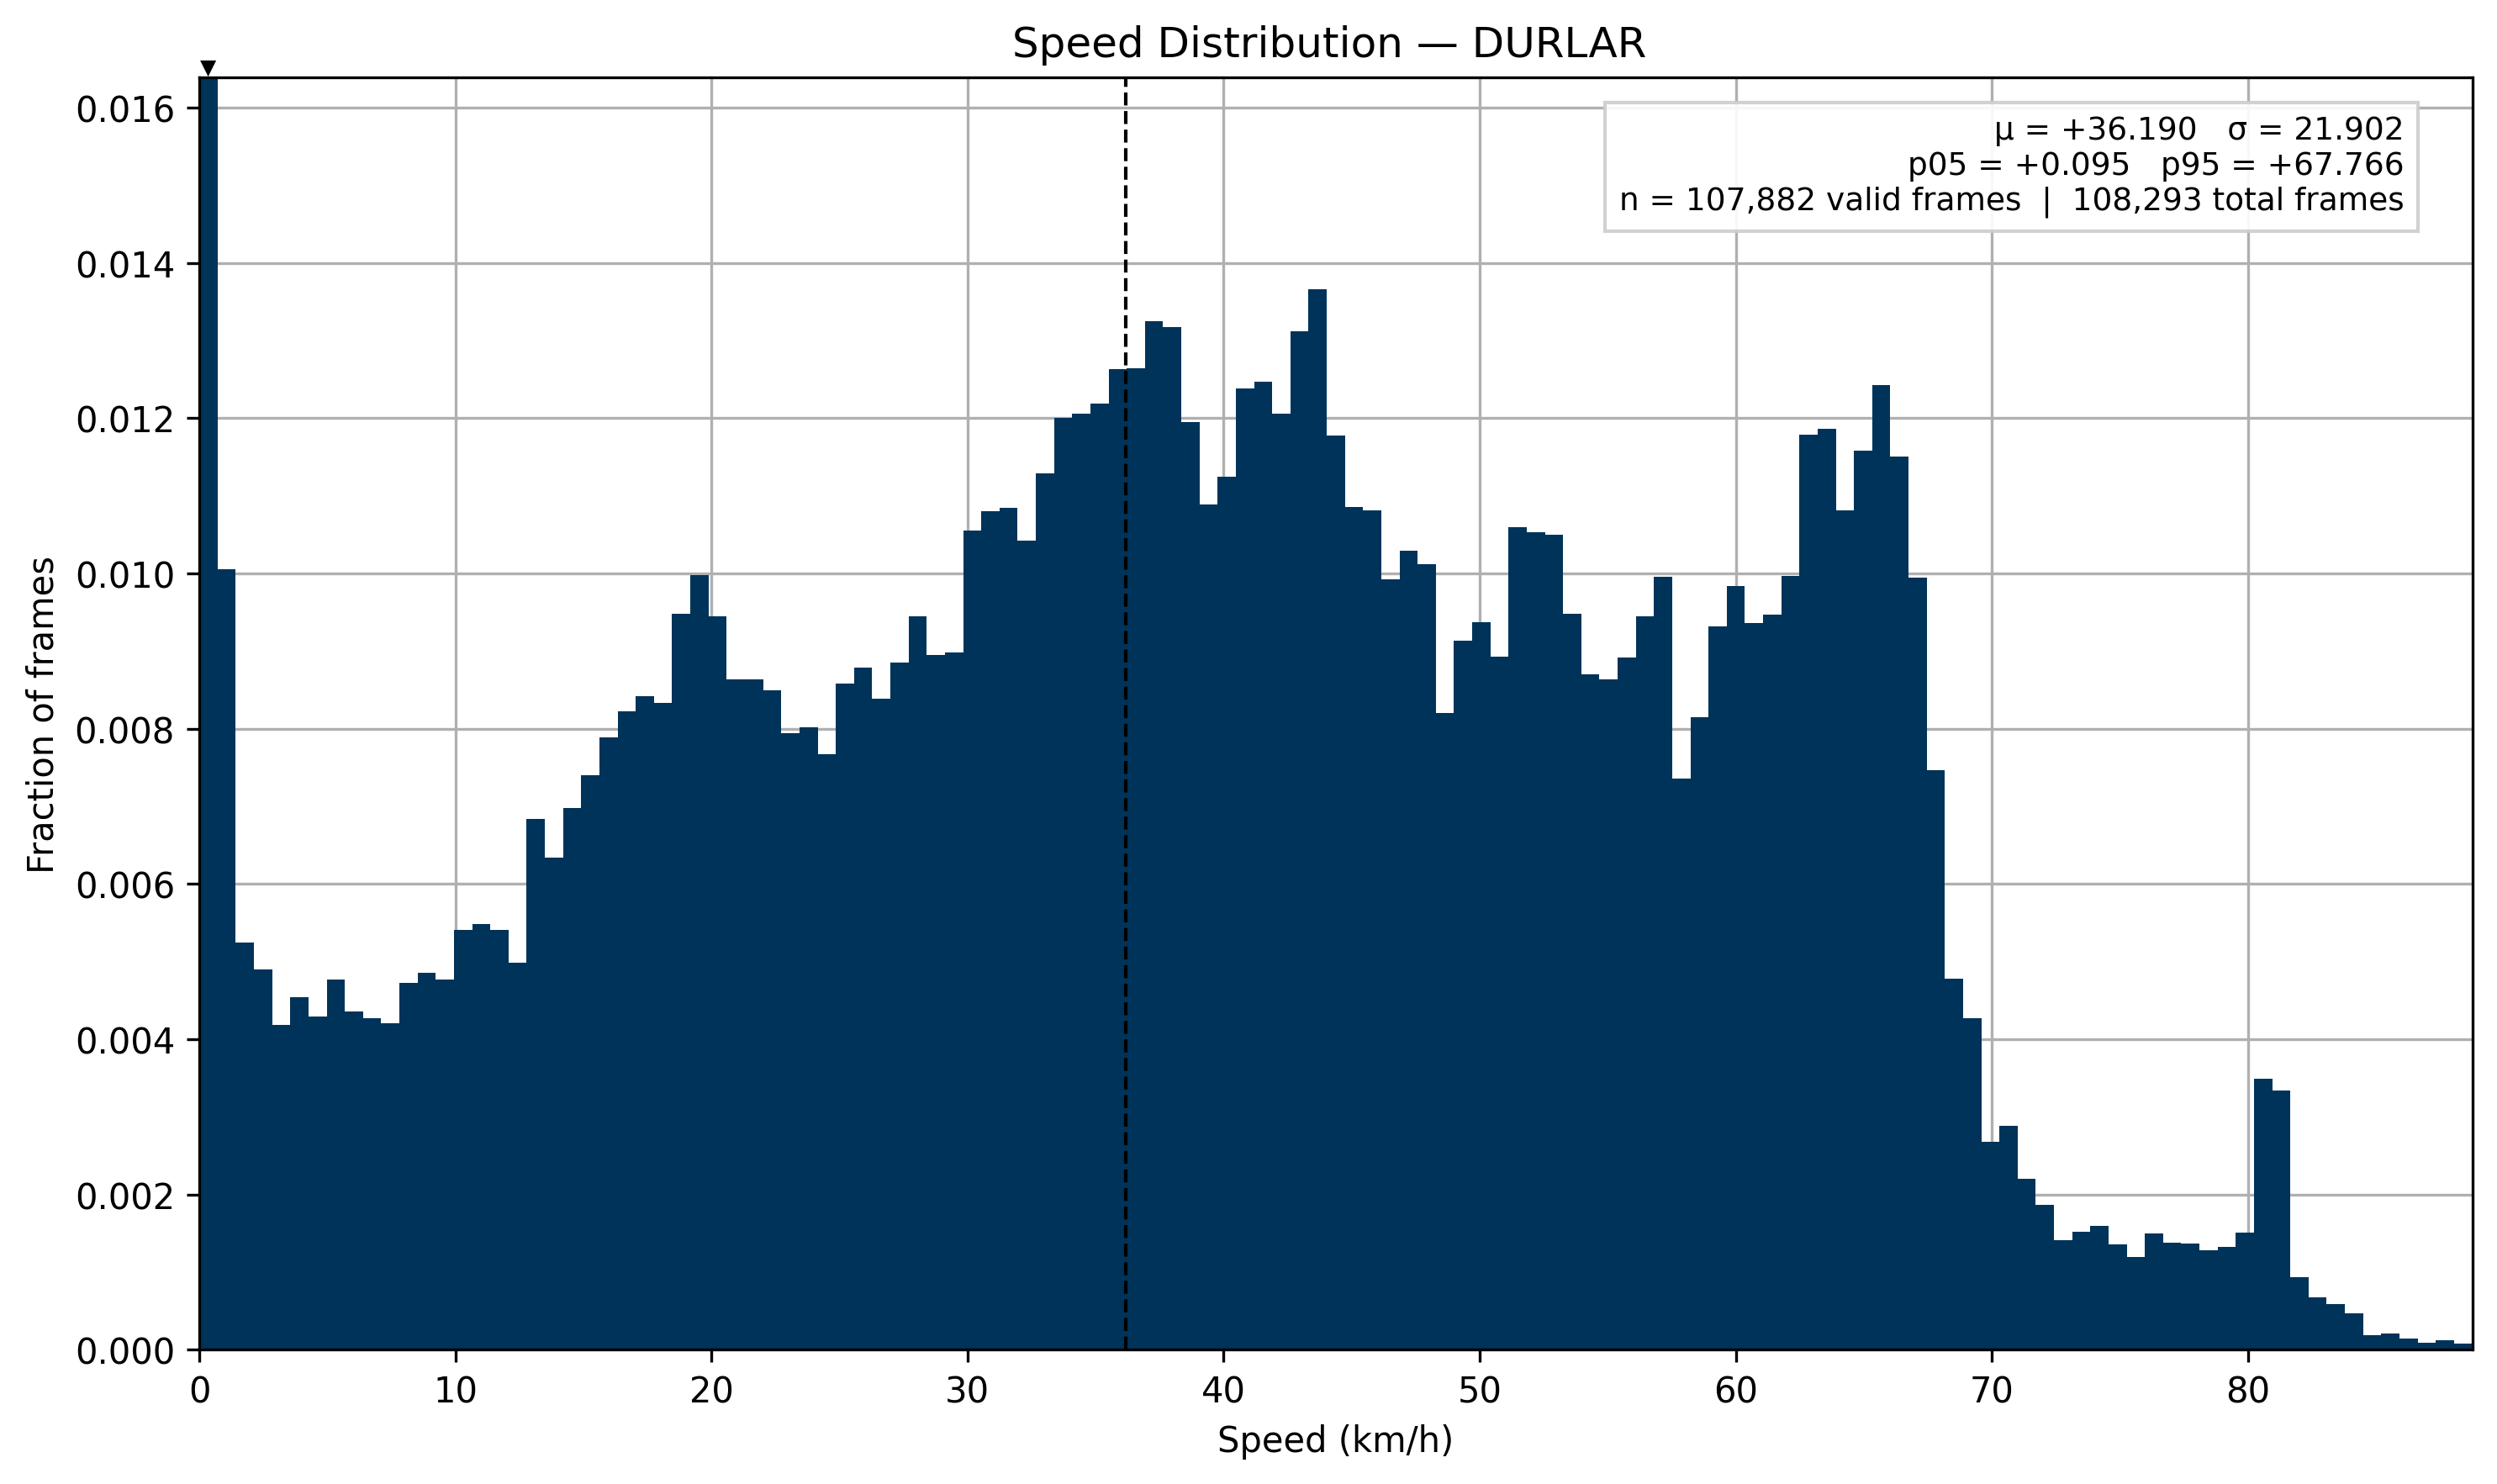 Speed Distribution — DURLAR
μ = +36.190   σ = 21.902
p05 = +0.095   p95 = +67.766
n = 107,882 valid frames  |  108,293 total frames
Fraction of frames
0.016
0.014
0.012
0.010
0.008
0.006
0.004
0.002
0.000
0 10 20 30 40 50 60 70 80
Speed (km/h)